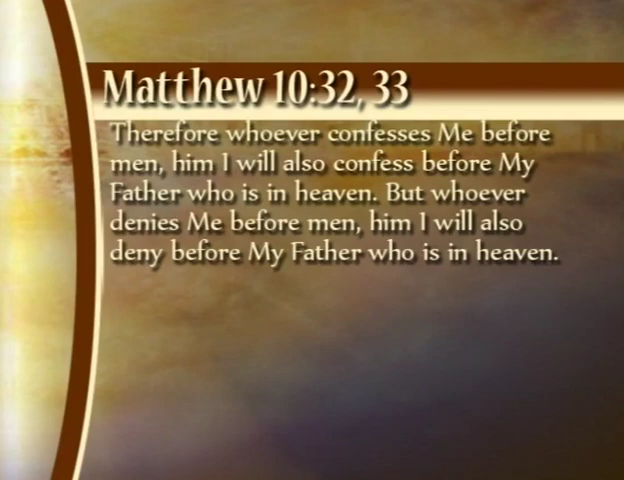 Matthew 10:32, 33
Therefore whoever confesses Me before
men, him I will also confess before My
Father who is in heaven. But whoever
denies Me before men, him I will also
deny before My Father who is in heaven.